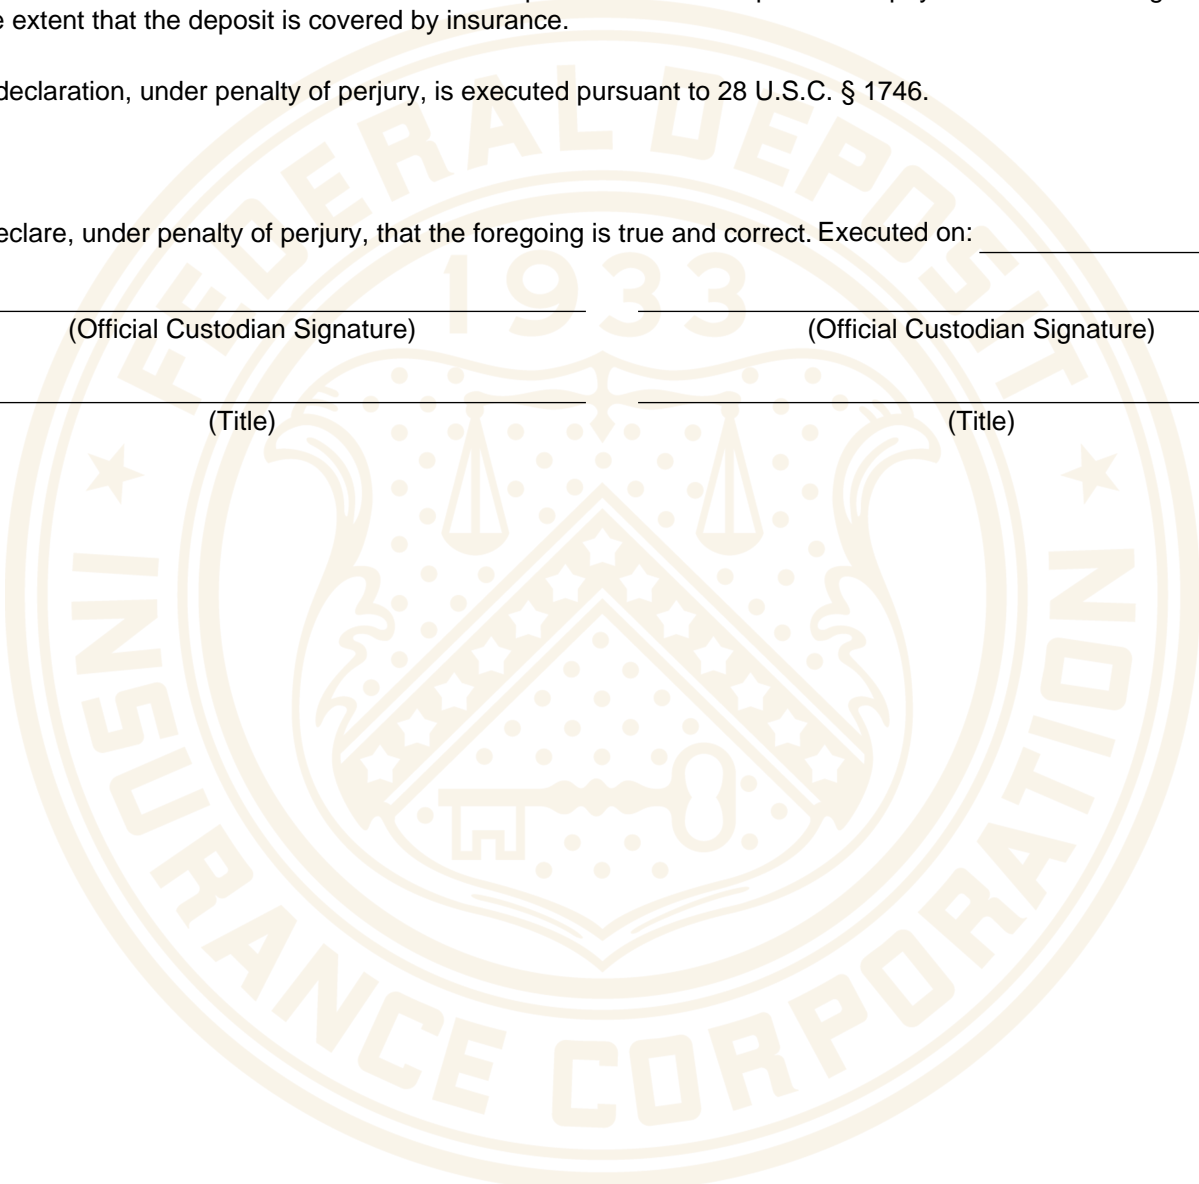 e extent that the deposit is covered by insurance.
declaration, under penalty of perjury, is executed pursuant to 28 U.S.C. § 1746.
eclare, under penalty of perjury, that the foregoing is true and correct. Executed on:
(Official Custodian Signature) (Official Custodian Signature)
(Title) (Title)
FEDERAL DEPOSIT
1933
INSURANCE CORPORATION